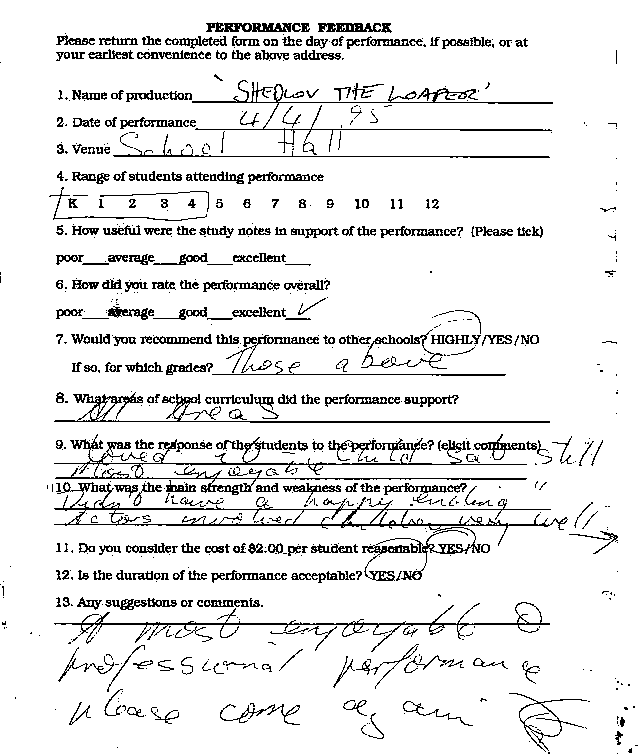 PERFORMANCE FEEDBACK
Please return the completed form on the day of performance, if possible, or at
your earliest convenience to the above address.
1. Name of production 'SHEDLOV THE LOAFER'
2. Date of performance 4/4/95
3. Venue School Hall
4. Range of students attending performance
K 1 2 3 4 5 6 7 8 9 10 11 12
5. How useful were the study notes in support of the performance? (Please tick)
poor___average___good___excellent___
6. How did you rate the performance overall?
poor___average___good___excellent ✓
7. Would you recommend this performance to other schools? HIGHLY/YES/NO
If so, for which grades? Those above
8. What areas of school curriculum did the performance support?
All Areas
9. What was the response of the students to the performance? (elicit comments)
Loved it - Child sat still
Most enjoyable
10. What was the main strength and weakness of the performance?
"Didn't have a happy ending"
Actors involved children very well
11. Do you consider the cost of $2.00 per student reasonable? YES/NO
12. Is the duration of the performance acceptable? YES/NO
13. Any suggestions or comments.
A most enjoyable &
professional performance
please come again